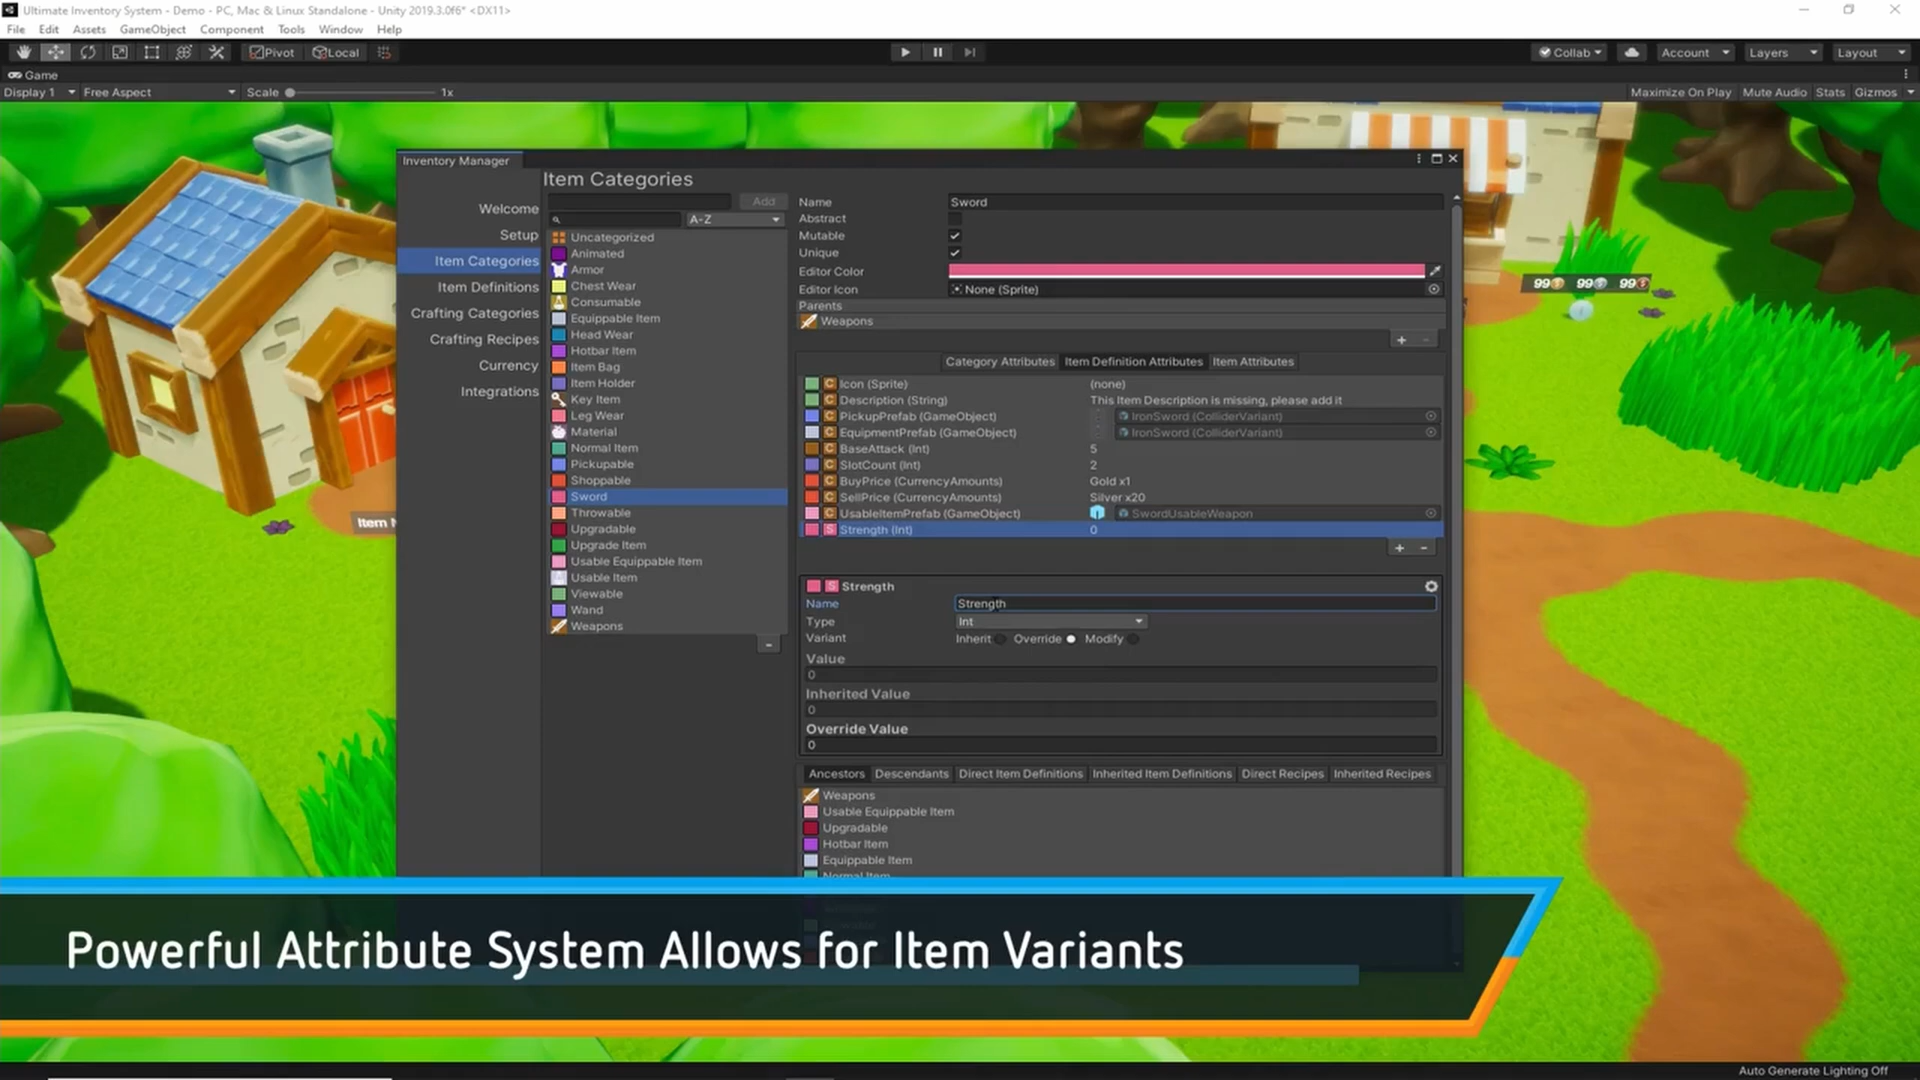 Ultimate Inventory System - Demo - PC, Mac & Linux Standalone - Unity 2019.3.0f6* <DX11>
File Edit Assets GameObject Component Tools Window Help
Pivot Local Collab Account Layers Layout
Game
Display 1 Free Aspect Scale 1x Maximize On Play Mute Audio Stats Gizmos
Inventory Manager
Welcome
Setup
Item Categories
Item Definitions
Crafting Categories
Crafting Recipes
Currency
Integrations
Item Categories
Add
A-Z
Uncategorized
Animated
Armor
Chest Wear
Consumable
Equippable Item
Head Wear
Hotbar Item
Item Bag
Item Holder
Key Item
Leg Wear
Material
Normal Item
Pickupable
Shoppable
Sword
Throwable
Upgradable
Upgrade Item
Usable Equippable Item
Usable Item
Viewable
Wand
Weapons
-
Name Sword
Abstract
Mutable
Unique
Editor Color
Editor Icon None (Sprite)
Parents
Weapons
+ -
Category Attributes Item Definition Attributes Item Attributes
C Icon (Sprite) (none)
C Description (String) This Item Description is missing, please add it
C PickupPrefab (GameObject) IronSword (ColliderVariant)
C EquipmentPrefab (GameObject) IronSword (ColliderVariant)
C BaseAttack (Int) 5
C SlotCount (Int) 2
C BuyPrice (CurrencyAmounts) Gold x1
C SellPrice (CurrencyAmounts) Silver x20
C UsableItemPrefab (GameObject) SwordUsableWeapon
S Strength (Int) 0
+ -
S Strength
Name Strength
Type Int
Variant Inherit Override Modify
Value
0
Inherited Value
0
Override Value
0
Ancestors Descendants Direct Item Definitions Inherited Item Definitions Direct Recipes Inherited Recipes
Weapons
Usable Equippable Item
Upgradable
Hotbar Item
Equippable Item
Normal Item
99 99 99
Item
Powerful Attribute System Allows for Item Variants
Auto Generate Lighting Off